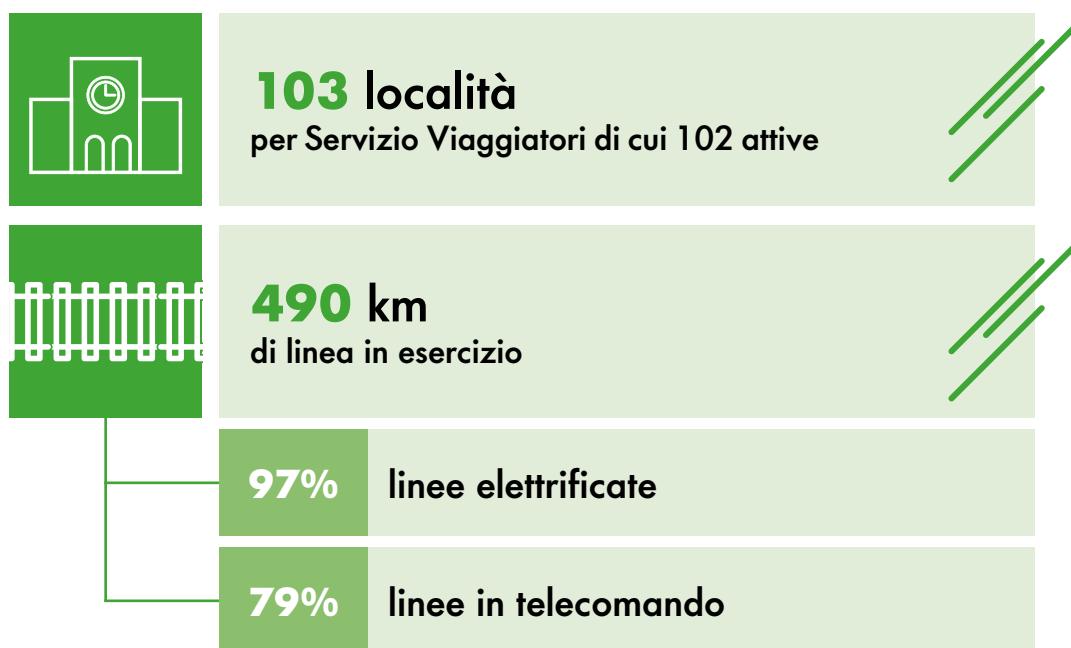 103 località
per Servizio Viaggiatori di cui 102 attive
490 km
di linea in esercizio
97% linee elettrificate
79% linee in telecomando